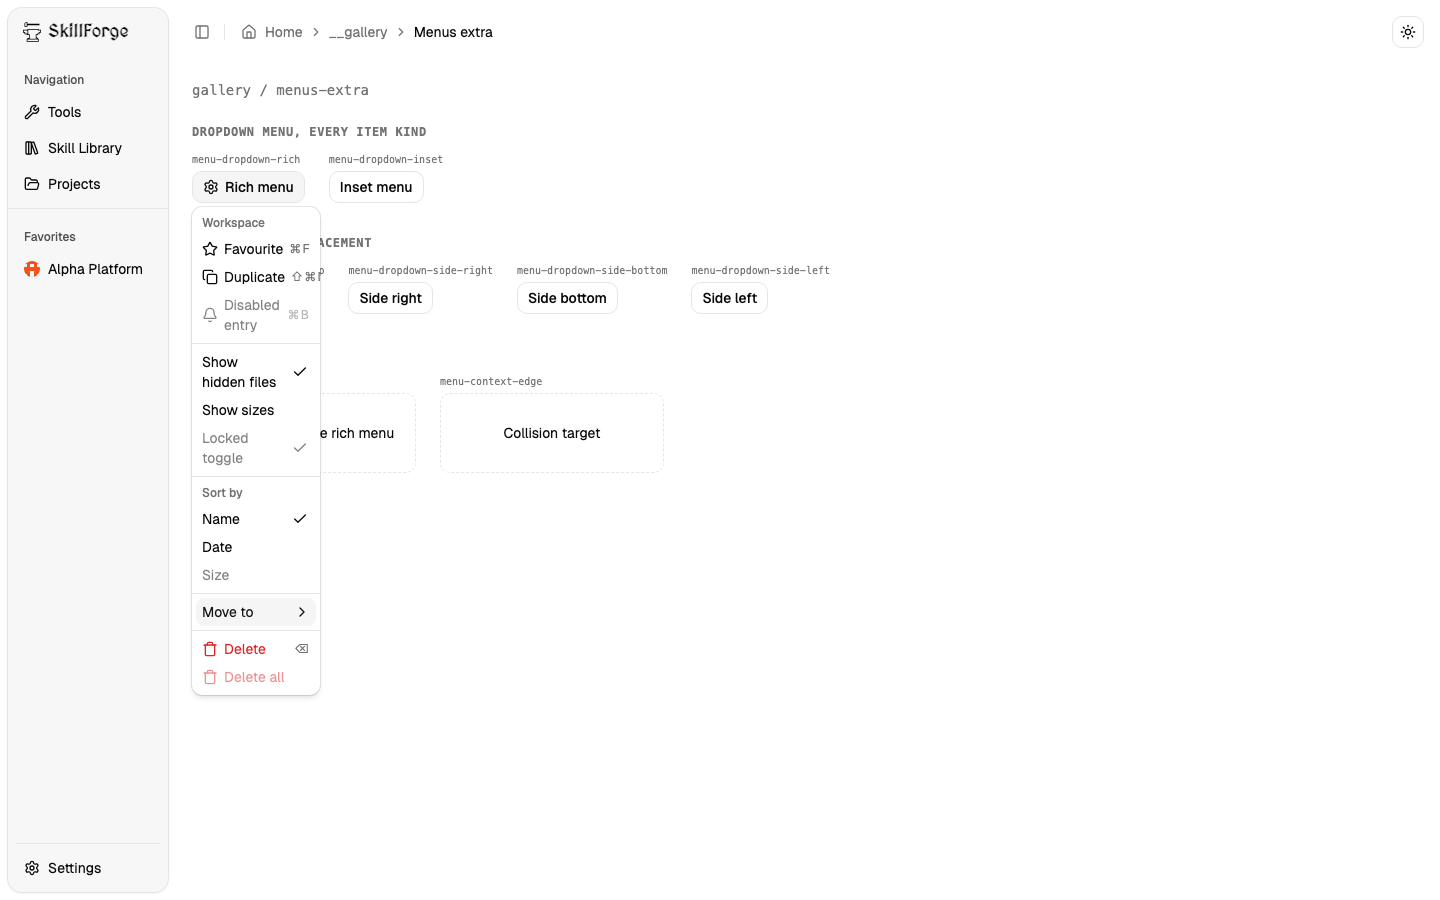 SkillForge
Home > __gallery > Menus extra
Navigation
Tools
Skill Library
Projects
Favorites
Alpha Platform
Settings
gallery / menus-extra
DROPDOWN MENU, EVERY ITEM KIND
menu-dropdown-rich menu-dropdown-inset
Rich menu Inset menu
Workspace
Favourite ⌘F
Duplicate ⇧⌘
Disabled
entry ⌘B
Show
hidden files
Show sizes
Locked
toggle
Sort by
Name
Date
Size
Move to
Delete ⌫
Delete all
menu-dropdown-side-right menu-dropdown-side-bottom menu-dropdown-side-left
Side right Side bottom Side left
menu-context-edge
rich menu Collision target